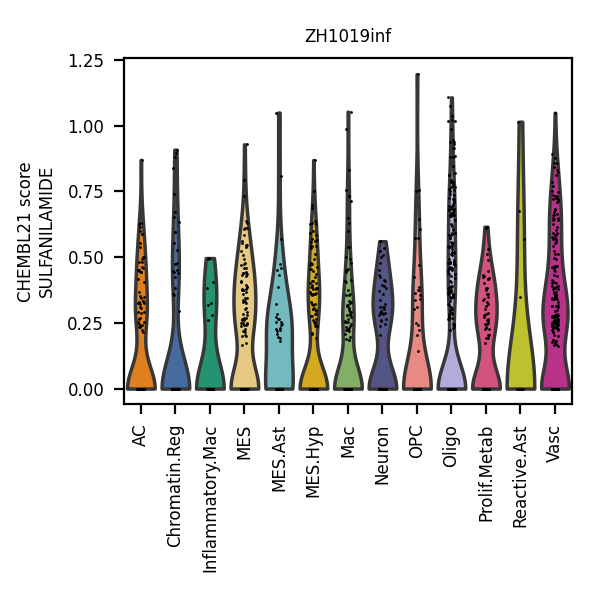 ZH1019inf
CHEMBL21 score
SULFANILAMIDE
1.25
1.00
0.75
0.50
0.25
0.00
AC
Chromatin.Reg
Inflammatory.Mac
MES
MES.Ast
MES.Hyp
Mac
Neuron
OPC
Oligo
Prolif.Metab
Reactive.Ast
Vasc